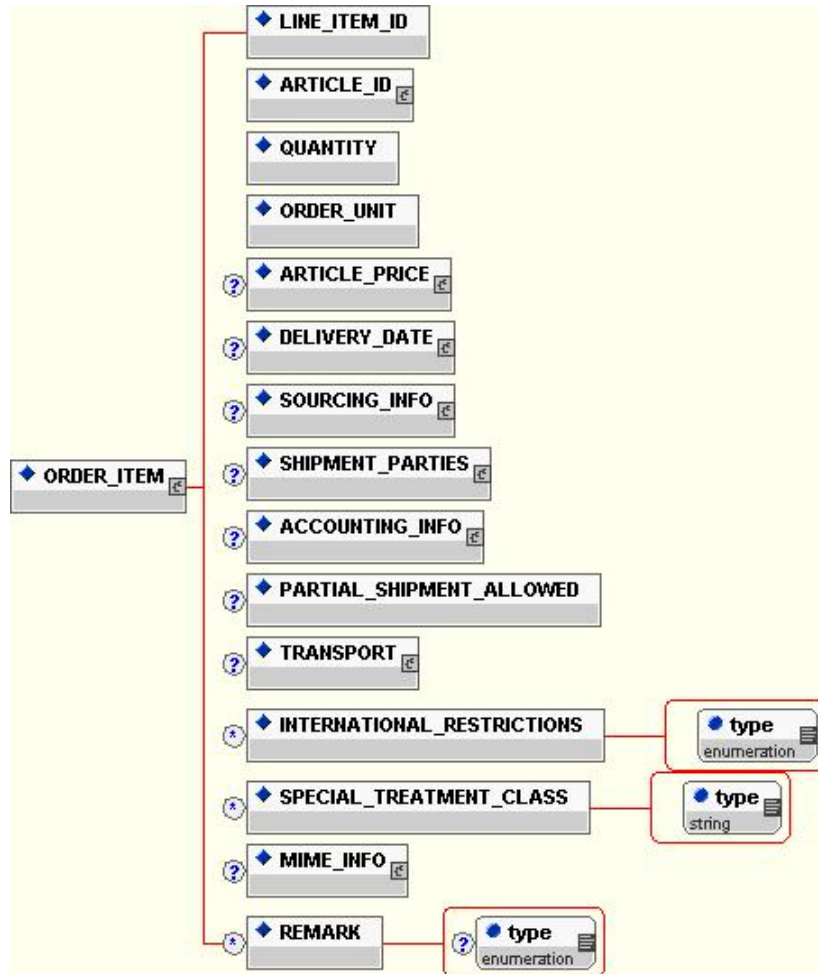 LINE_ITEM_ID
ARTICLE_ID
QUANTITY
ORDER_UNIT
? ARTICLE_PRICE
? DELIVERY_DATE
? SOURCING_INFO
ORDER_ITEM
? SHIPMENT_PARTIES
? ACCOUNTING_INFO
? PARTIAL_SHIPMENT_ALLOWED
? TRANSPORT
* INTERNATIONAL_RESTRICTIONS
type
enumeration
* SPECIAL_TREATMENT_CLASS
type
string
? MIME_INFO
* REMARK
? type
enumeration